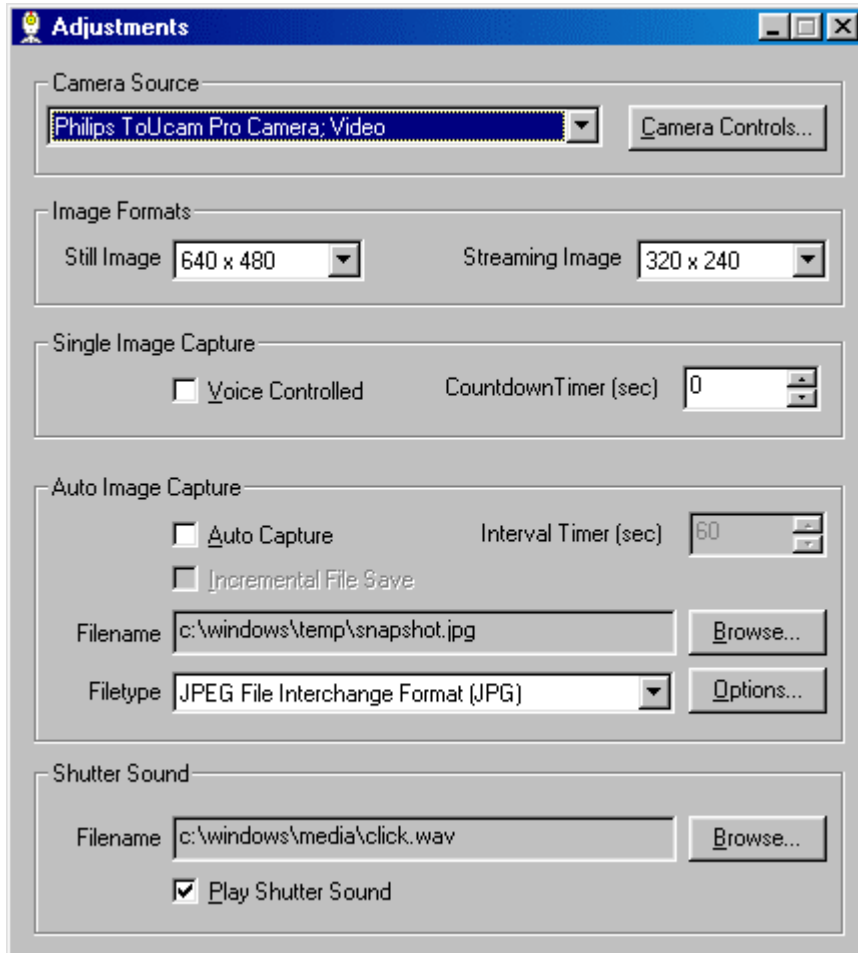 Adjustments
Camera Source
Philips ToUcam Pro Camera; Video
Camera Controls...
Image Formats
Still Image 640 x 480 Streaming Image 320 x 240
Single Image Capture
Voice Controlled CountdownTimer (sec) 0
Auto Image Capture
Auto Capture Interval Timer (sec) 60
Incremental File Save
Filename c:\windows\temp\snapshot.jpg Browse...
Filetype JPEG File Interchange Format (JPG) Options...
Shutter Sound
Filename c:\windows\media\click.wav Browse...
Play Shutter Sound